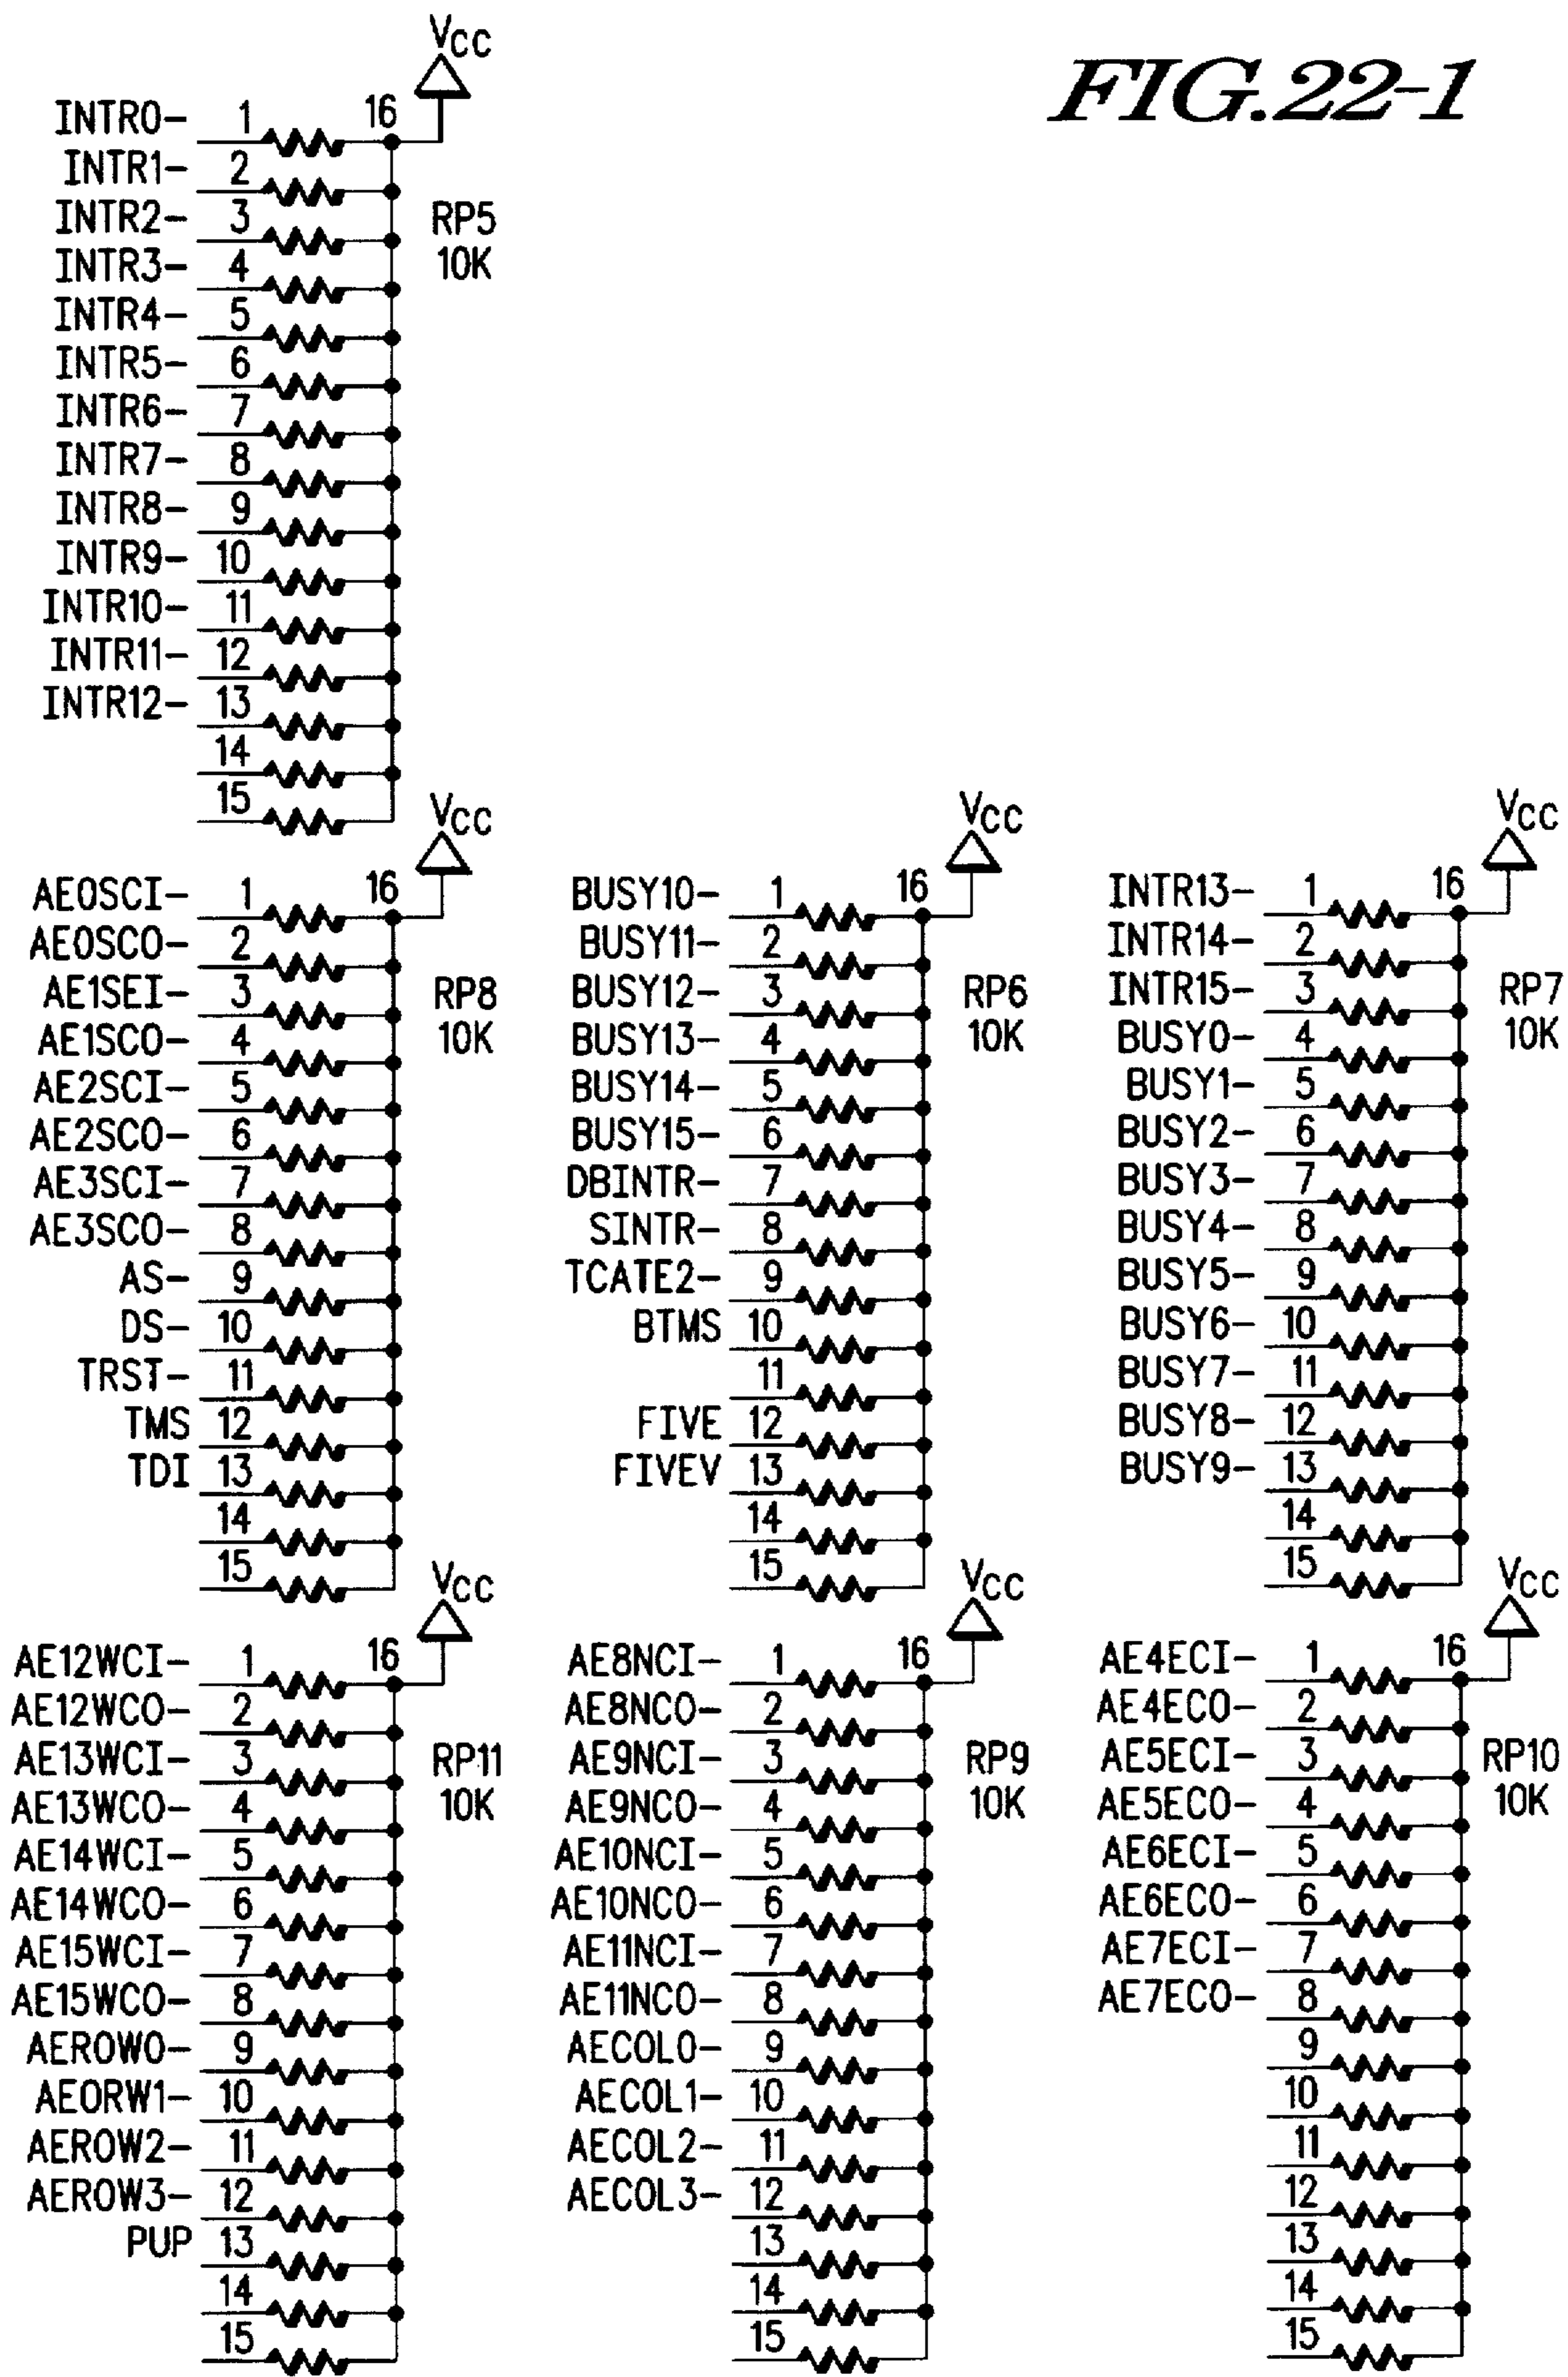 FIG.22-1
VCC
INTR0- 1 16
INTR1- 2
INTR2- 3 RP5
INTR3- 4 10K
INTR4- 5
INTR5- 6
INTR6- 7
INTR7- 8
INTR8- 9
INTR9- 10
INTR10- 11
INTR11- 12
INTR12- 13
14
15
VCC
AE0SCI- 1 16
AE0SCO- 2
AE1SEI- 3 RP8
AE1SCO- 4 10K
AE2SCI- 5
AE2SCO- 6
AE3SCI- 7
AE3SCO- 8
AS- 9
DS- 10
TRST- 11
TMS 12
TDI 13
14
15
VCC
BUSY10- 1 16
BUSY11- 2
BUSY12- 3 RP6
BUSY13- 4 10K
BUSY14- 5
BUSY15- 6
DBINTR- 7
SINTR- 8
TCATE2- 9
BTMS 10
11
FIVE 12
FIVEV 13
14
15
VCC
INTR13- 1 16
INTR14- 2
INTR15- 3 RP7
BUSY0- 4 10K
BUSY1- 5
BUSY2- 6
BUSY3- 7
BUSY4- 8
BUSY5- 9
BUSY6- 10
BUSY7- 11
BUSY8- 12
BUSY9- 13
14
15
VCC
AE12WCI- 1 16
AE12WCO- 2
AE13WCI- 3 RP11
AE13WCO- 4 10K
AE14WCI- 5
AE14WCO- 6
AE15WCI- 7
AE15WCO- 8
AEROW0- 9
AEORW1- 10
AEROW2- 11
AEROW3- 12
PUP 13
14
15
VCC
AE8NCI- 1 16
AE8NCO- 2
AE9NCI- 3 RP9
AE9NCO- 4 10K
AE10NCI- 5
AE10NCO- 6
AE11NCI- 7
AE11NCO- 8
AECOL0- 9
AECOL1- 10
AECOL2- 11
AECOL3- 12
13
14
15
VCC
AE4ECI- 1 16
AE4ECO- 2
AE5ECI- 3 RP10
AE5ECO- 4 10K
AE6ECI- 5
AE6ECO- 6
AE7ECI- 7
AE7ECO- 8
9
10
11
12
13
14
15